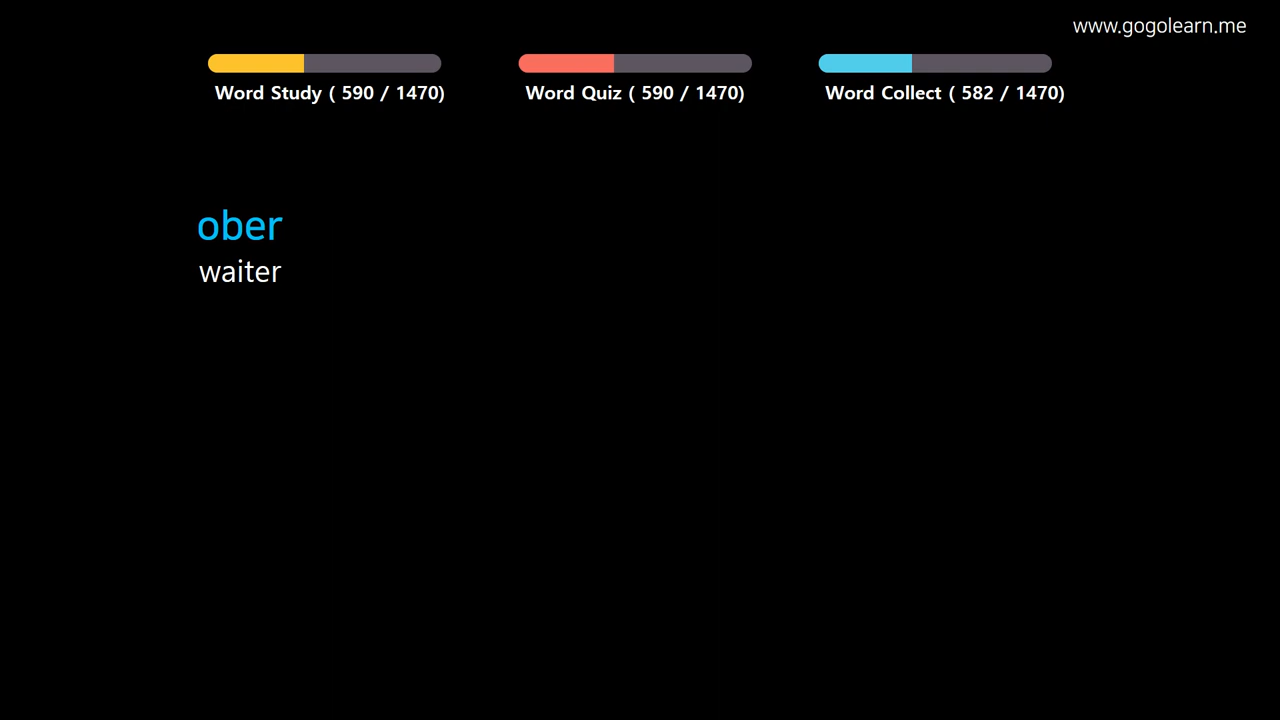 www.gogolearn.me
Word Study ( 590 / 1470)
Word Quiz ( 590 / 1470)
Word Collect ( 582 / 1470)
ober
waiter